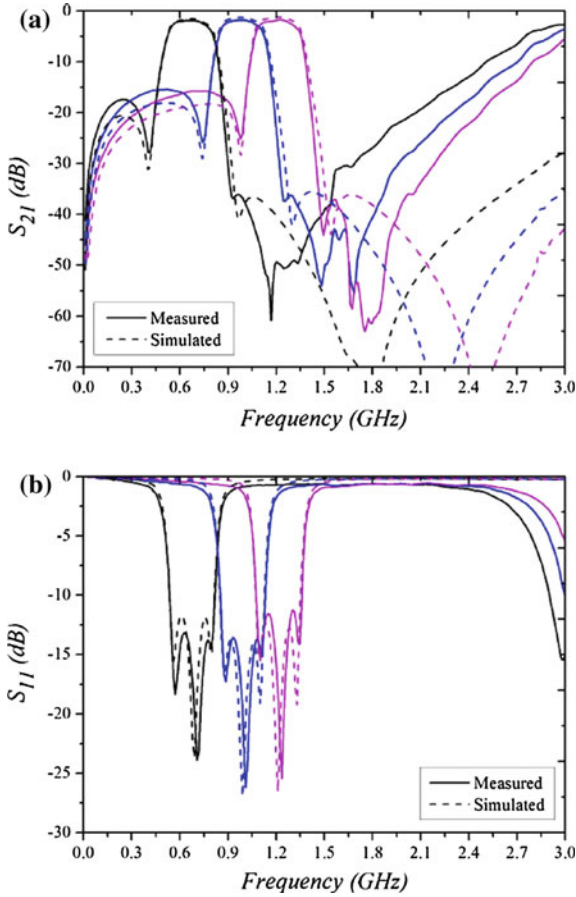 (a)
0
-10
-20
-30
-40
-50
-60
-70
S21 (dB)
Measured
Simulated
0.0 0.3 0.6 0.9 1.2 1.5 1.8 2.1 2.4 2.7 3.0
Frequency (GHz)
(b)
0
-5
-10
-15
-20
-25
-30
S11 (dB)
Measured
Simulated
0.0 0.3 0.6 0.9 1.2 1.5 1.8 2.1 2.4 2.7 3.0
Frequency (GHz)